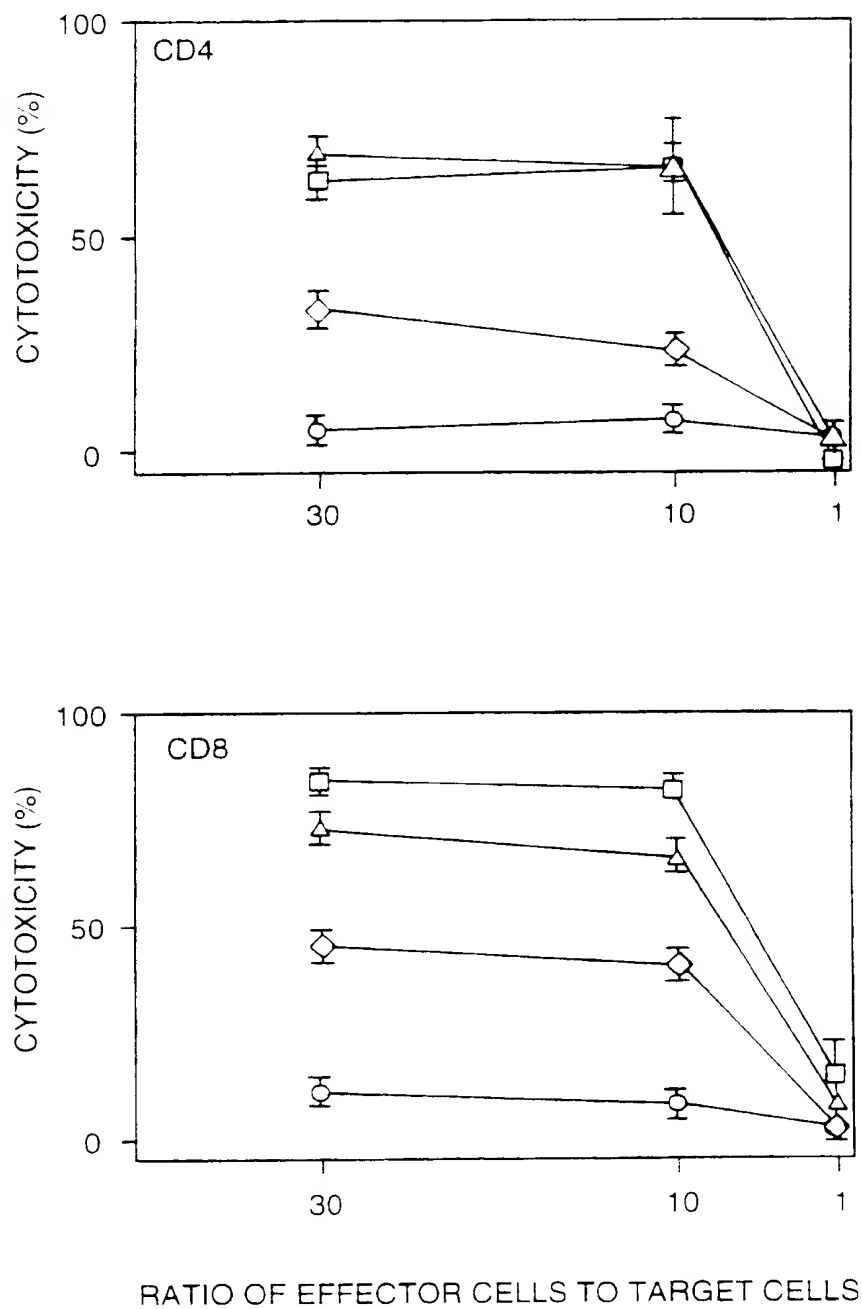 100
CD4
CYTOTOXICITY (%)
50
0
30 10 1
100
CD8
CYTOTOXICITY (%)
50
0
30 10 1
RATIO OF EFFECTOR CELLS TO TARGET CELLS